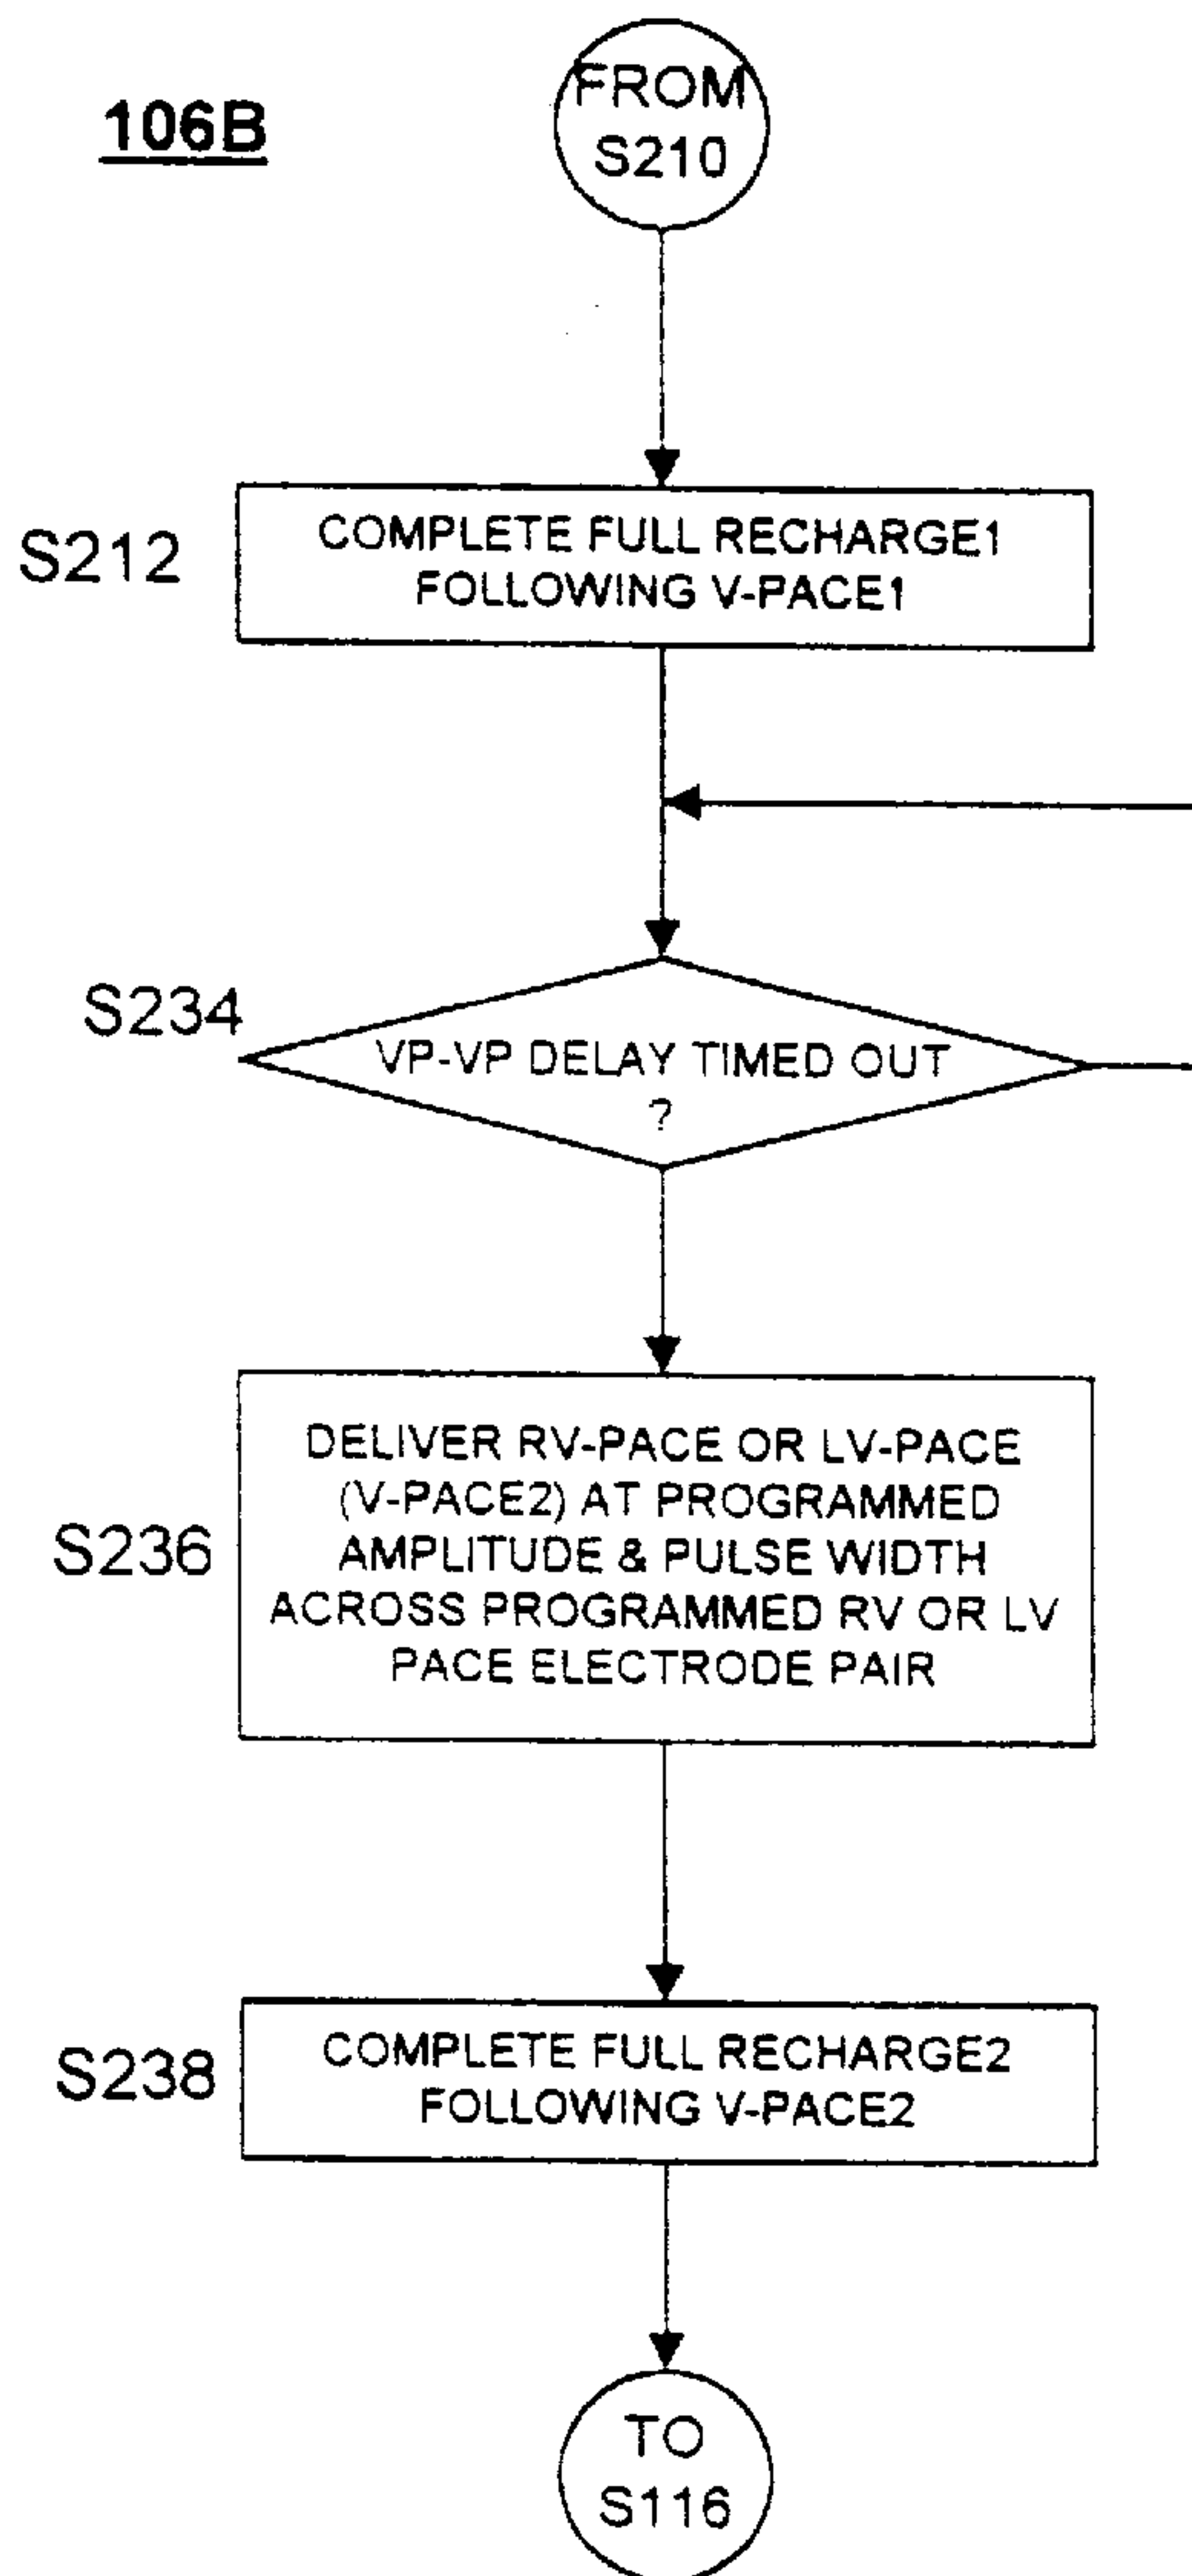 106B
FROM
S210
S212
COMPLETE FULL RECHARGE1
FOLLOWING V-PACE1
S234
VP-VP DELAY TIMED OUT
?
S236
DELIVER RV-PACE OR LV-PACE
(V-PACE2) AT PROGRAMMED
AMPLITUDE & PULSE WIDTH
ACROSS PROGRAMMED RV OR LV
PACE ELECTRODE PAIR
S238
COMPLETE FULL RECHARGE2
FOLLOWING V-PACE2
TO
S116